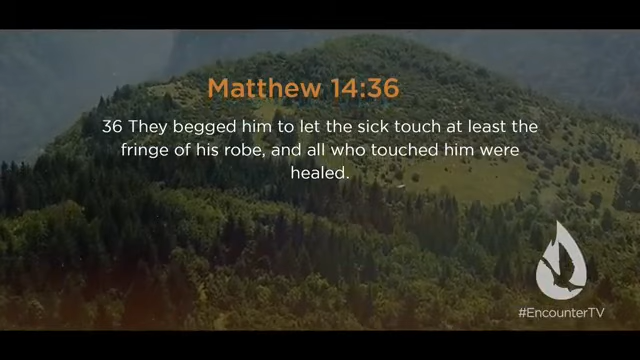 Matthew 14:36
36 They begged him to let the sick touch at least the
fringe of his robe, and all who touched him were
healed.
#EncounterTV